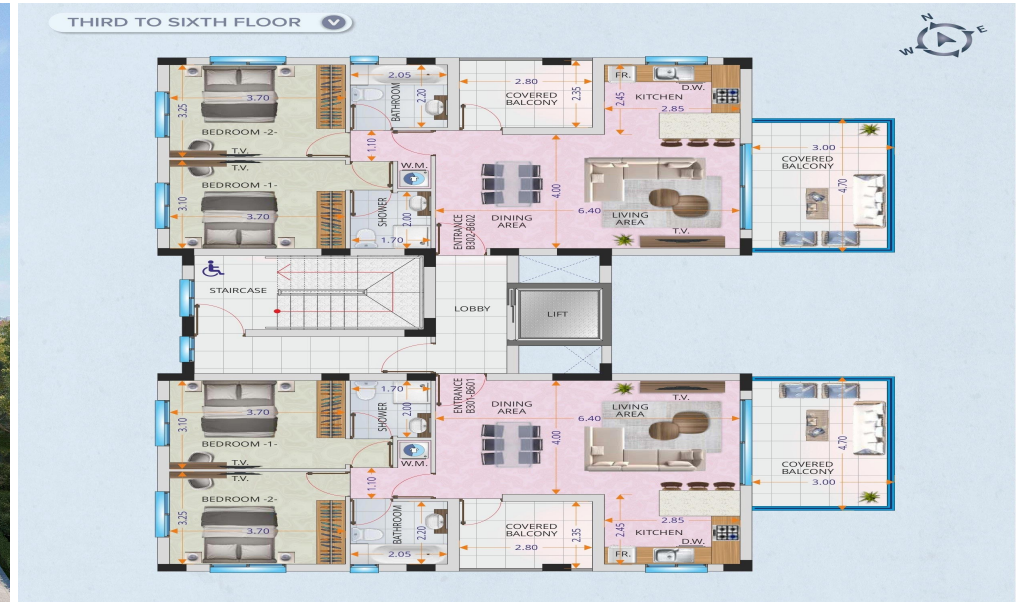 THIRD TO SIXTH FLOOR
N
E
W
2.05
FR.
D.W.
KITCHEN
2.85
2.45
2.80
COVERED
BALCONY
2.35
BATHROOM
2.20
3.70
3.25
BEDROOM -2-
T.V.
1.10
W.M.
T.V.
BEDROOM -1-
3.10
3.70
SHOWER
2.00
1.70
ENTRANCE
B302-B602
DINING
AREA
4.00
6.40
LIVING
AREA
T.V.
3.00
COVERED
BALCONY
4.70
STAIRCASE
LOBBY
LIFT
1.70
SHOWER
2.00
ENTRANCE
B301-B601
DINING
AREA
4.00
6.40
LIVING
AREA
T.V.
3.70
3.10
BEDROOM -1-
T.V.
W.M.
1.10
T.V.
BEDROOM -2-
3.25
3.70
BATHROOM
2.20
2.05
COVERED
BALCONY
2.80
2.35
2.45
2.85
KITCHEN
D.W.
FR.
4.70
COVERED
BALCONY
3.00